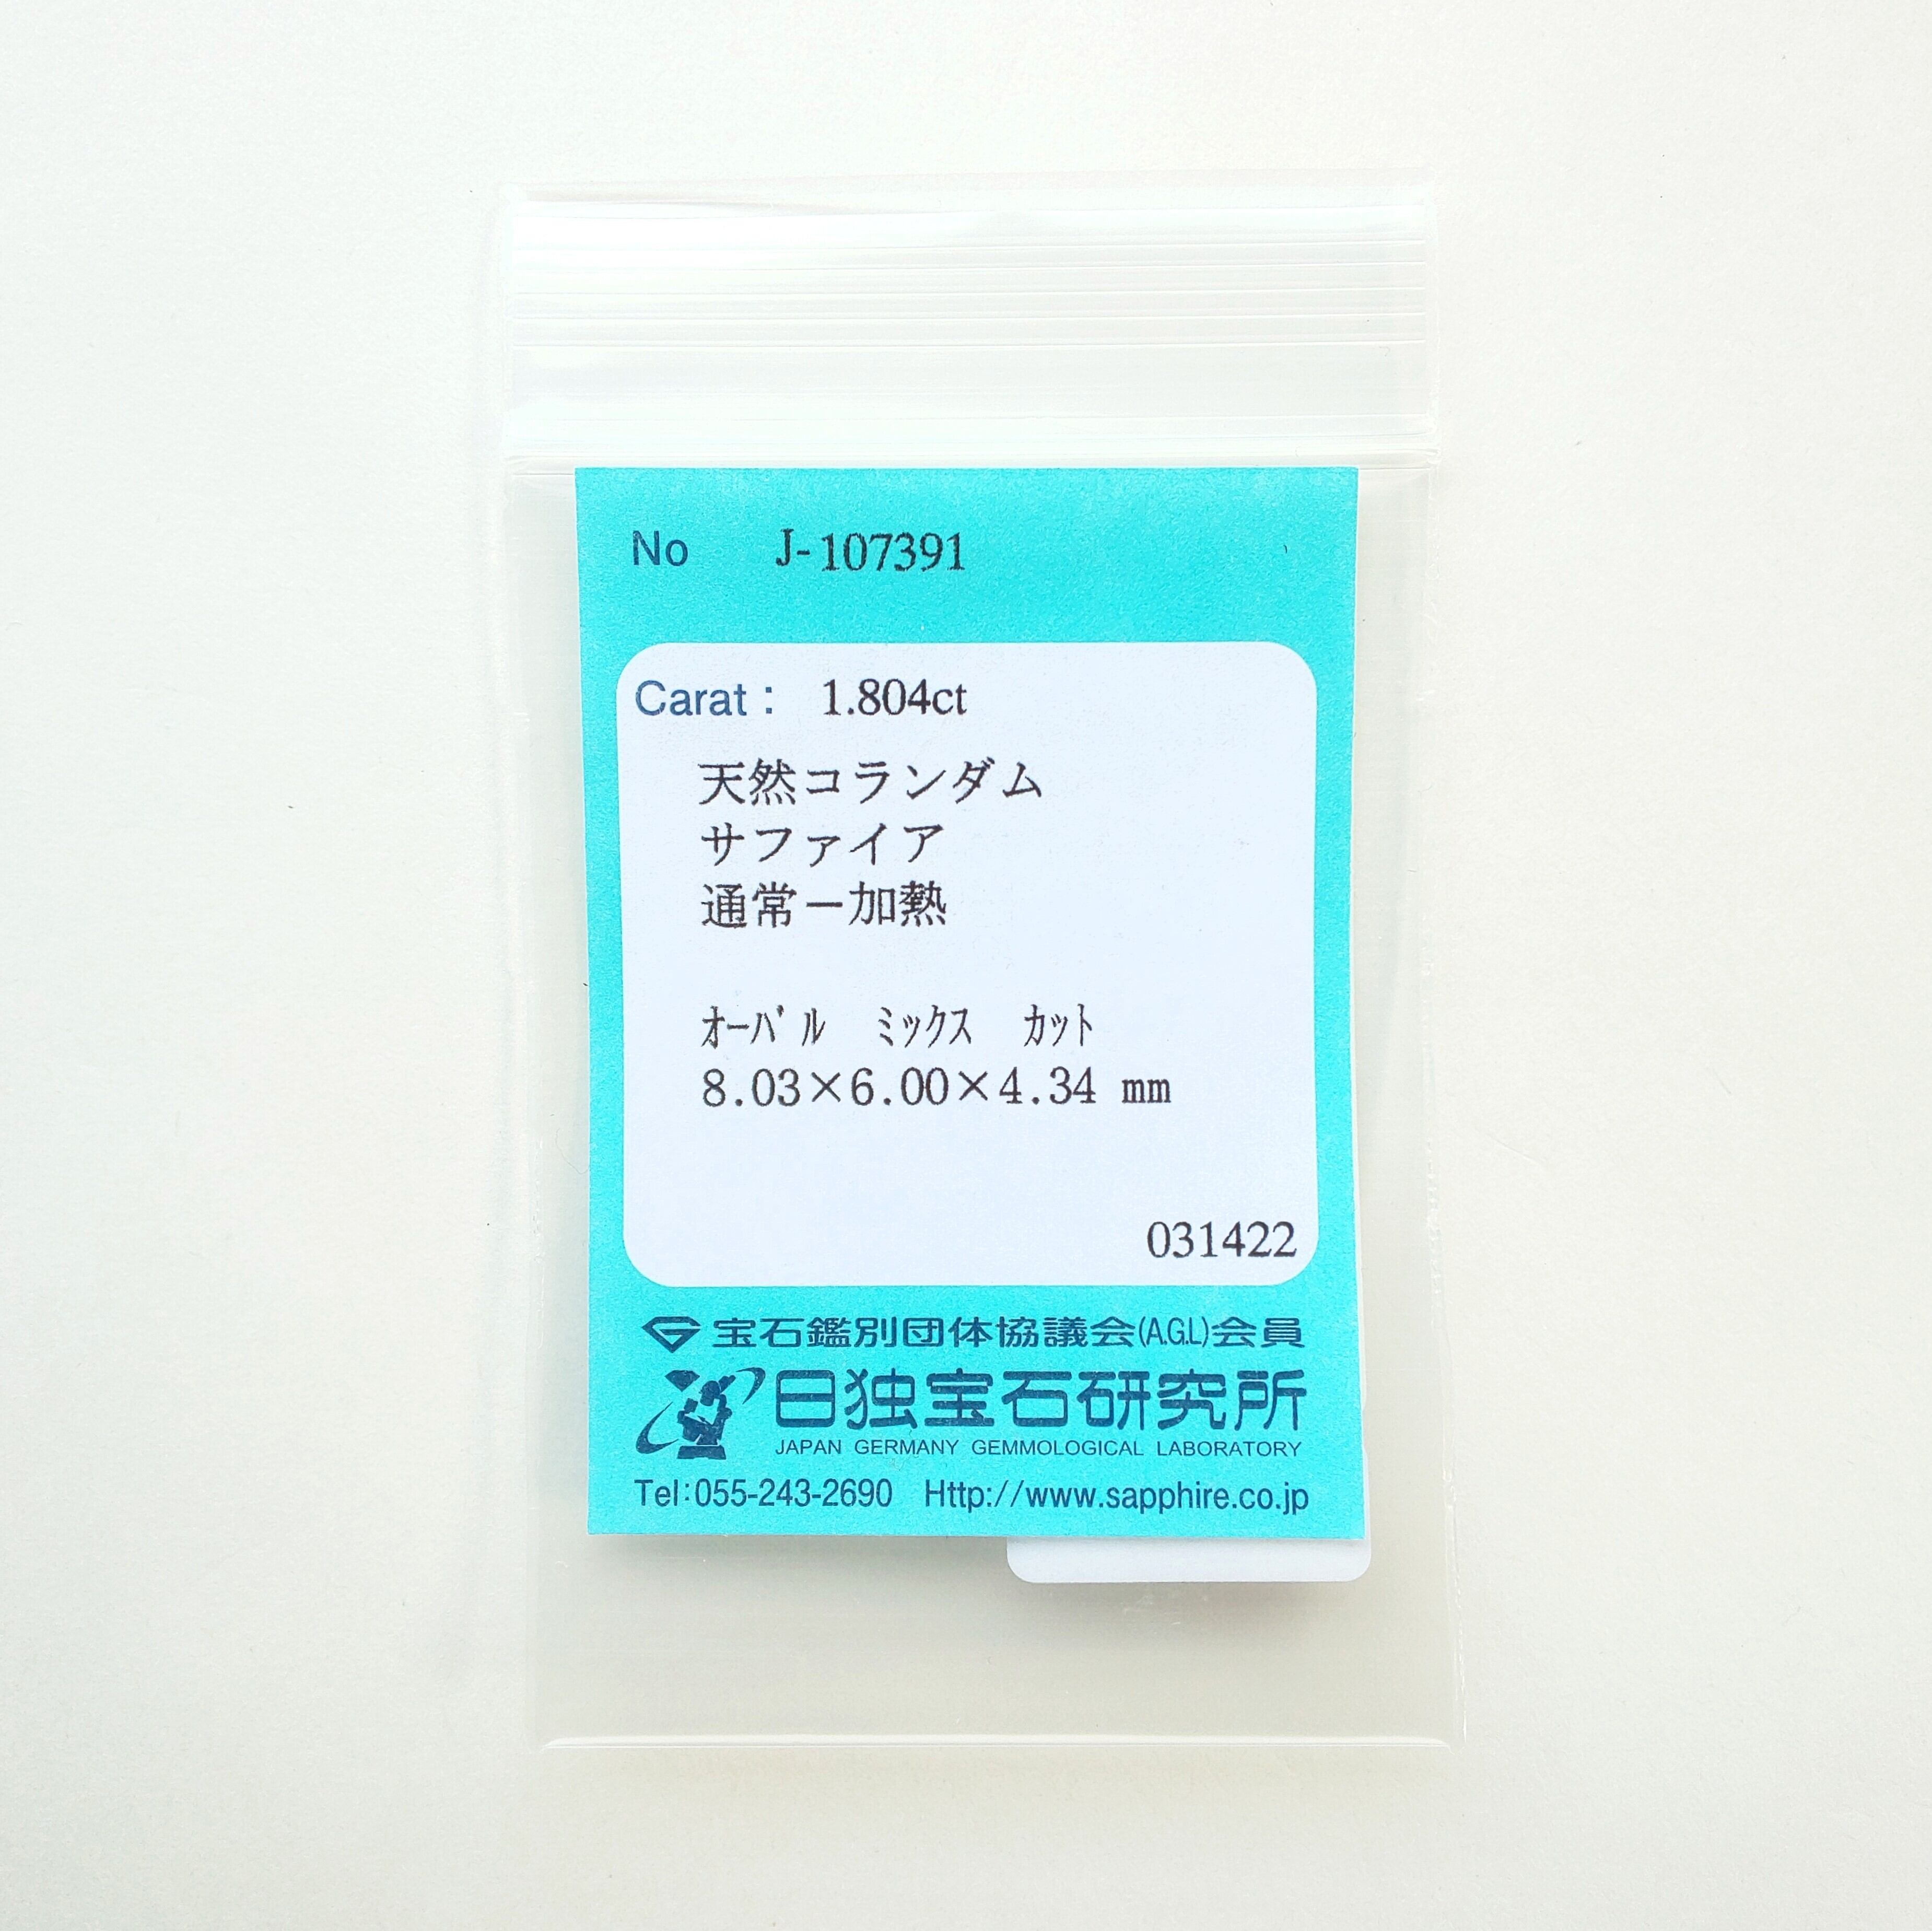 No J-107391
Carat： 1.804ct
天然コランダム
サファイア
通常－加熱
ｵｰﾊﾞﾙ ﾐｯｸｽ ｶｯﾄ
8.03×6.00×4.34 mm
031422
宝石鑑別団体協議会(A.G.L)会員
日独宝石研究所
JAPAN GERMANY GEMMOLOGICAL LABORATORY
Tel:055-243-2690 Http://www.sapphire.co.jp